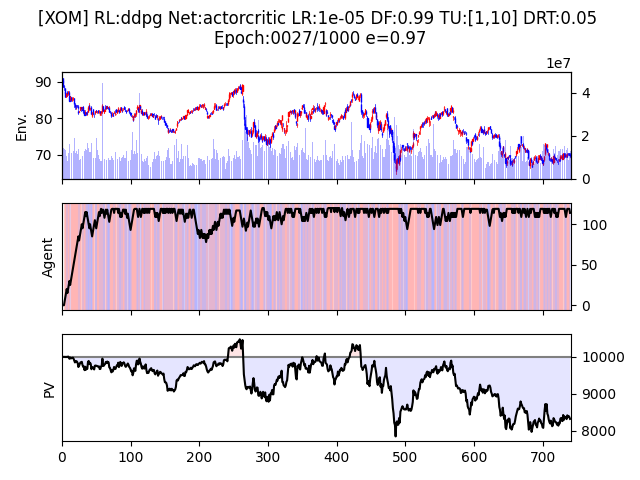 [XOM] RL:ddpg Net:actorcritic LR:1e-05 DF:0.99 TU:[1,10] DRT:0.05
Epoch:0027/1000 e=0.97
1e7
90
80
70
Env.
4
2
0
Agent
100
50
0
PV
10000
9000
8000
0 100 200 300 400 500 600 700